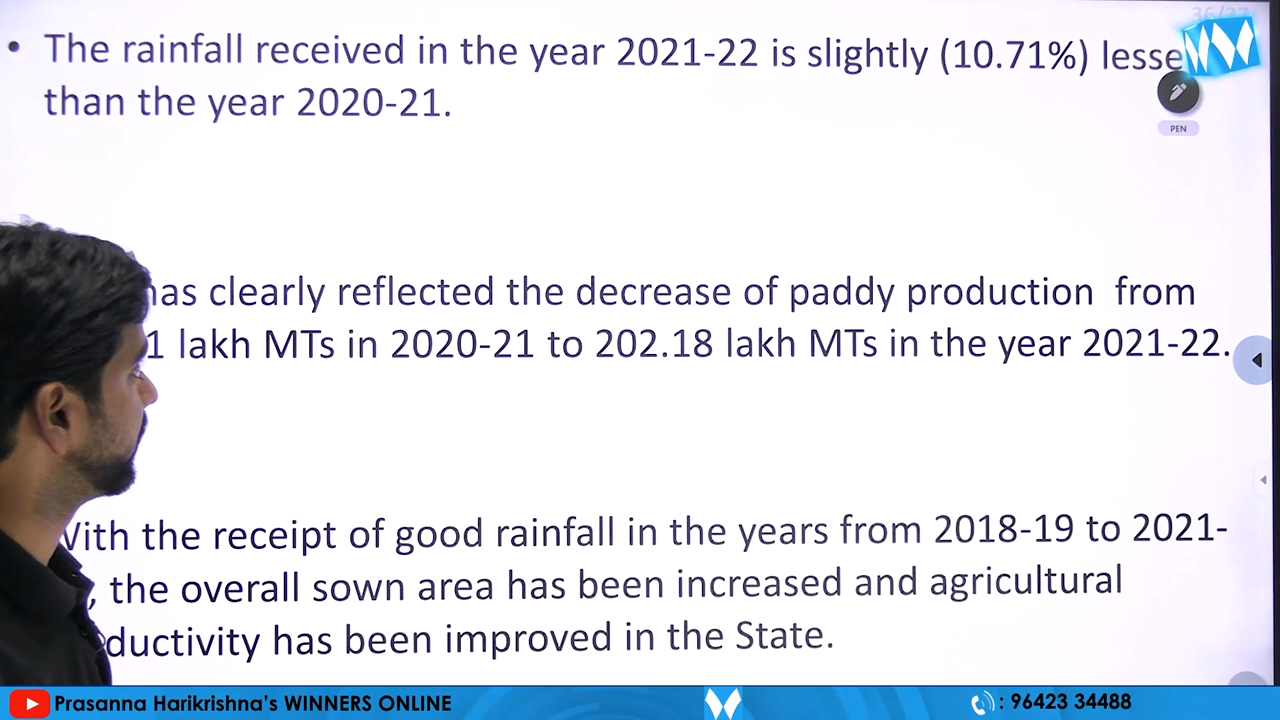 36/37
• The rainfall received in the year 2021-22 is slightly (10.71%) lesse
than the year 2020-21.
PEN
has clearly reflected the decrease of paddy production from
1 lakh MTs in 2020-21 to 202.18 lakh MTs in the year 2021-22.
With the receipt of good rainfall in the years from 2018-19 to 2021-
, the overall sown area has been increased and agricultural
ductivity has been improved in the State.
Prasanna Harikrishna's WINNERS ONLINE
: 96423 34488